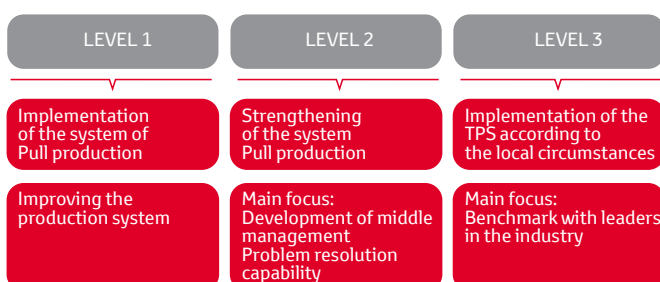 LEVEL 1
LEVEL 2
LEVEL 3
Implementation
of the system of
Pull production
Strengthening
of the system
Pull production
Implementation of the
TPS according to
the local circumstances
Improving the
production system
Main focus:
Development of middle
management
Problem resolution
capability
Main focus:
Benchmark with leaders
in the industry